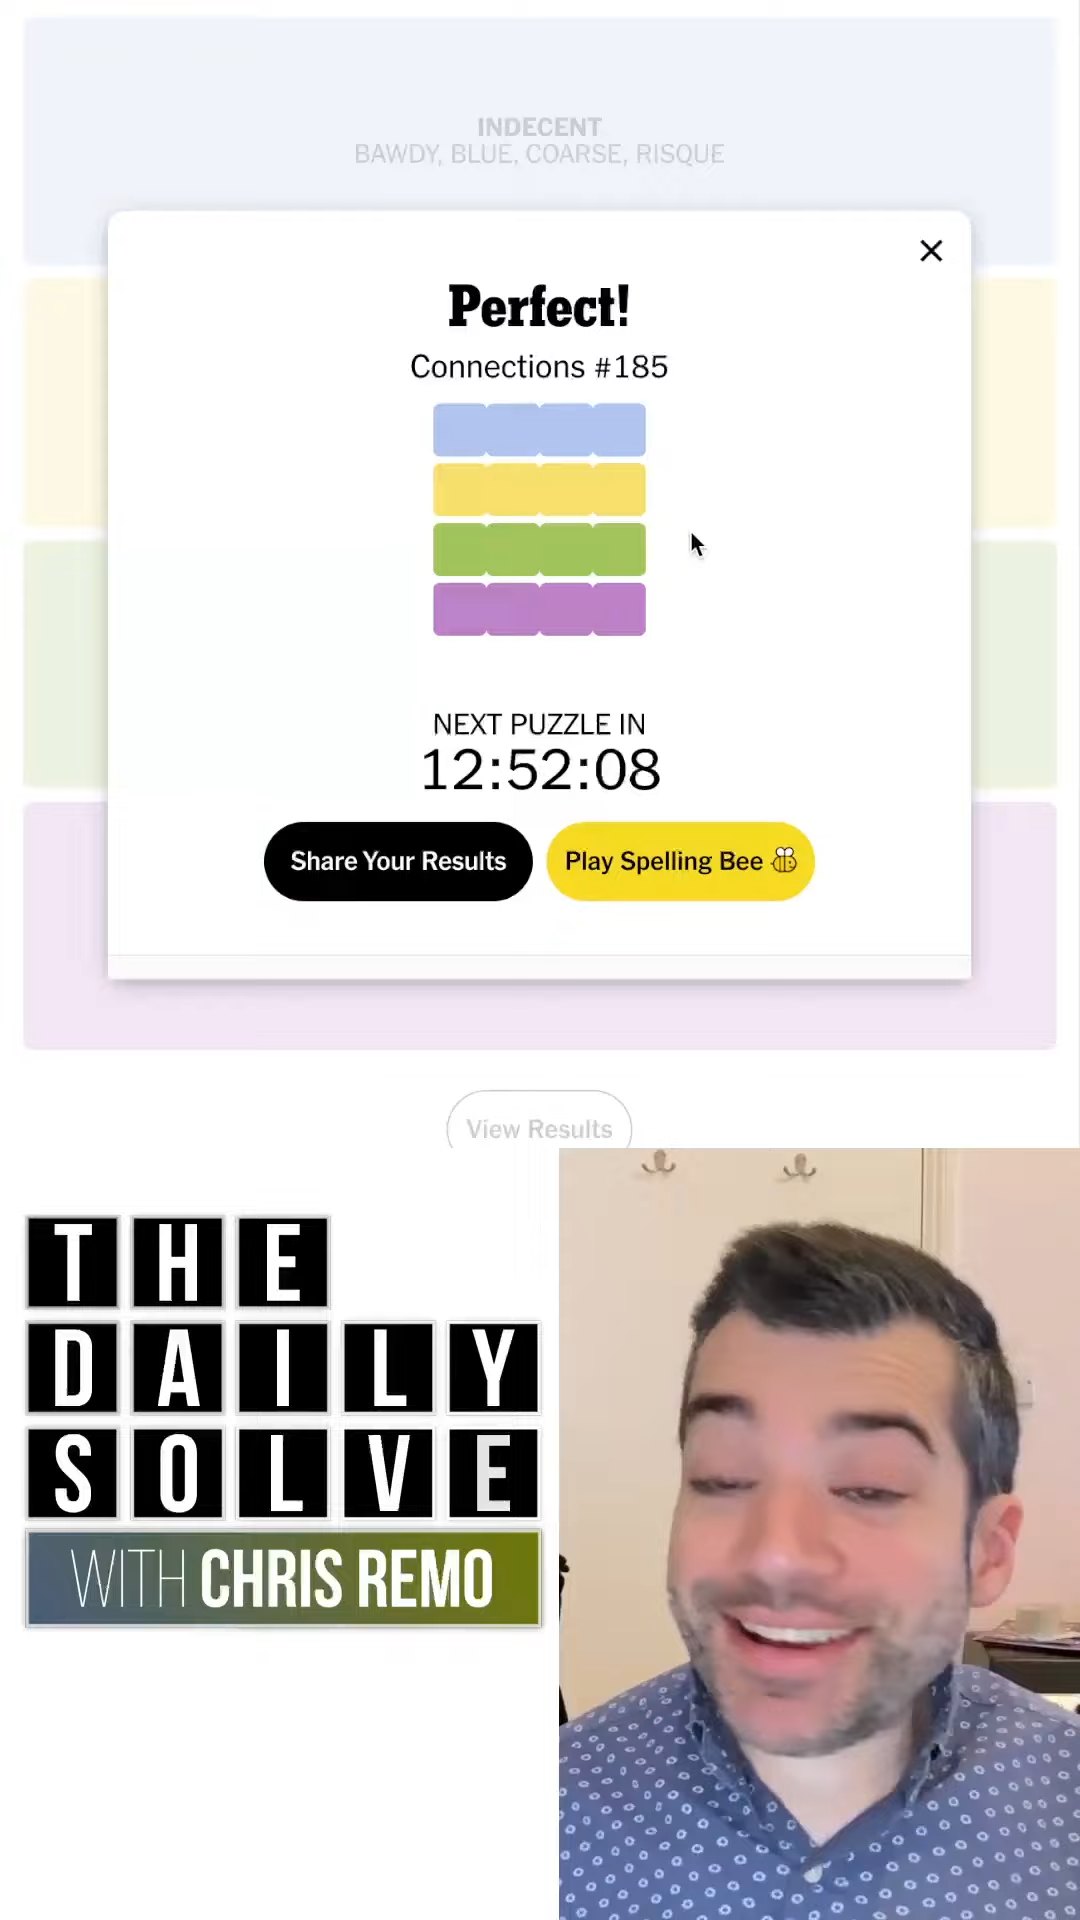 INDECENT
BAWDY, BLUE, COARSE, RISQUE
Perfect!
Connections #185
NEXT PUZZLE IN
12:52:08
Share Your Results
Play Spelling Bee
View Results
THE
DAILY
SOLVE
WITH CHRIS REMO